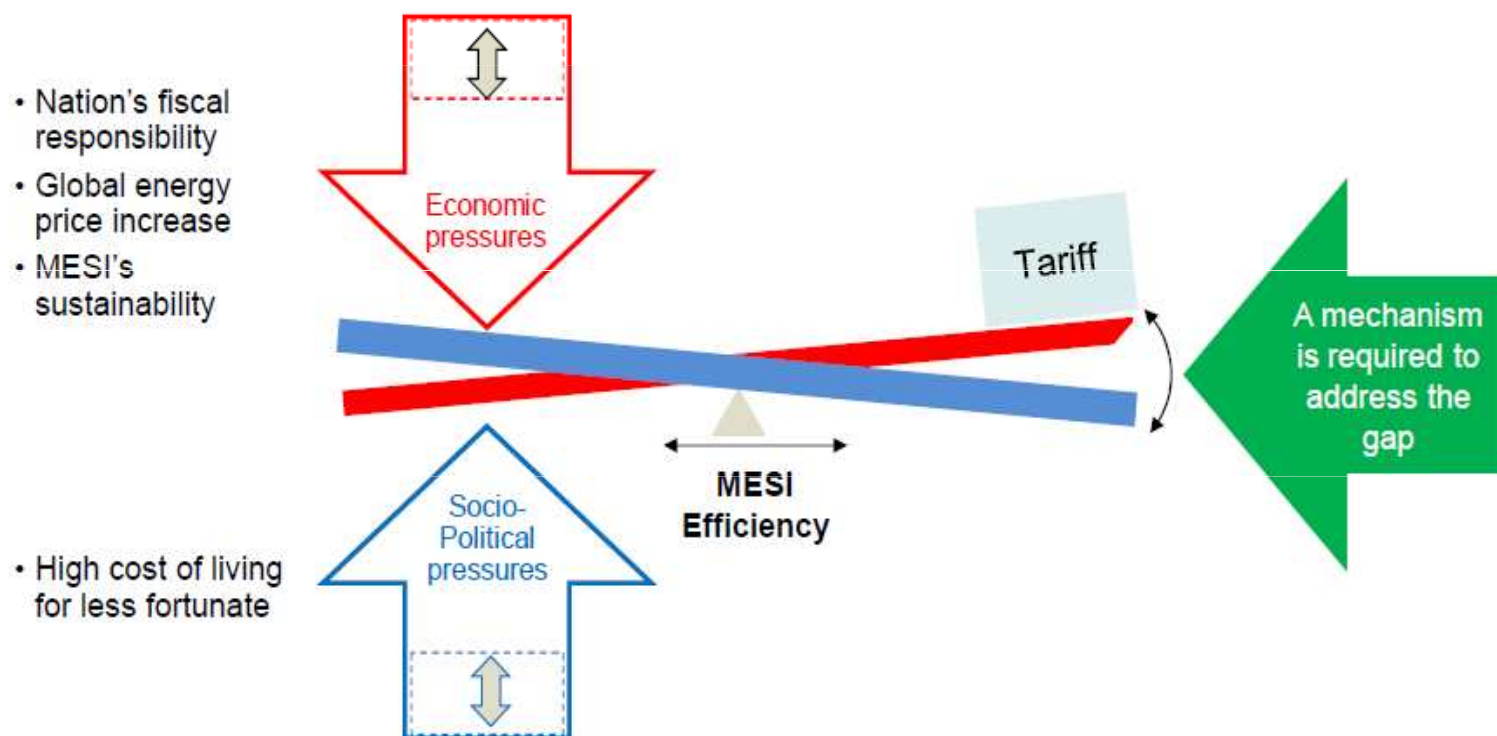 • Nation's fiscal
responsibility
• Global energy
price increase
• MESI's
sustainability
Economic
pressures
Tariff
A mechanism
is required to
address the
gap
MESI
Efficiency
Socio-
Political
pressures
• High cost of living
for less fortunate